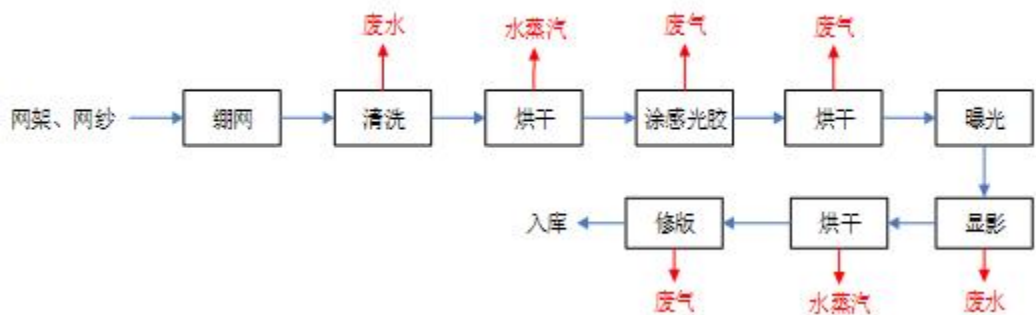 废水 水蒸汽 废气 废气
网架、网纱 绷网 清洗 烘干 涂感光胶 烘干 曝光
入库 修版 烘干 显影
废气 水蒸汽 废水